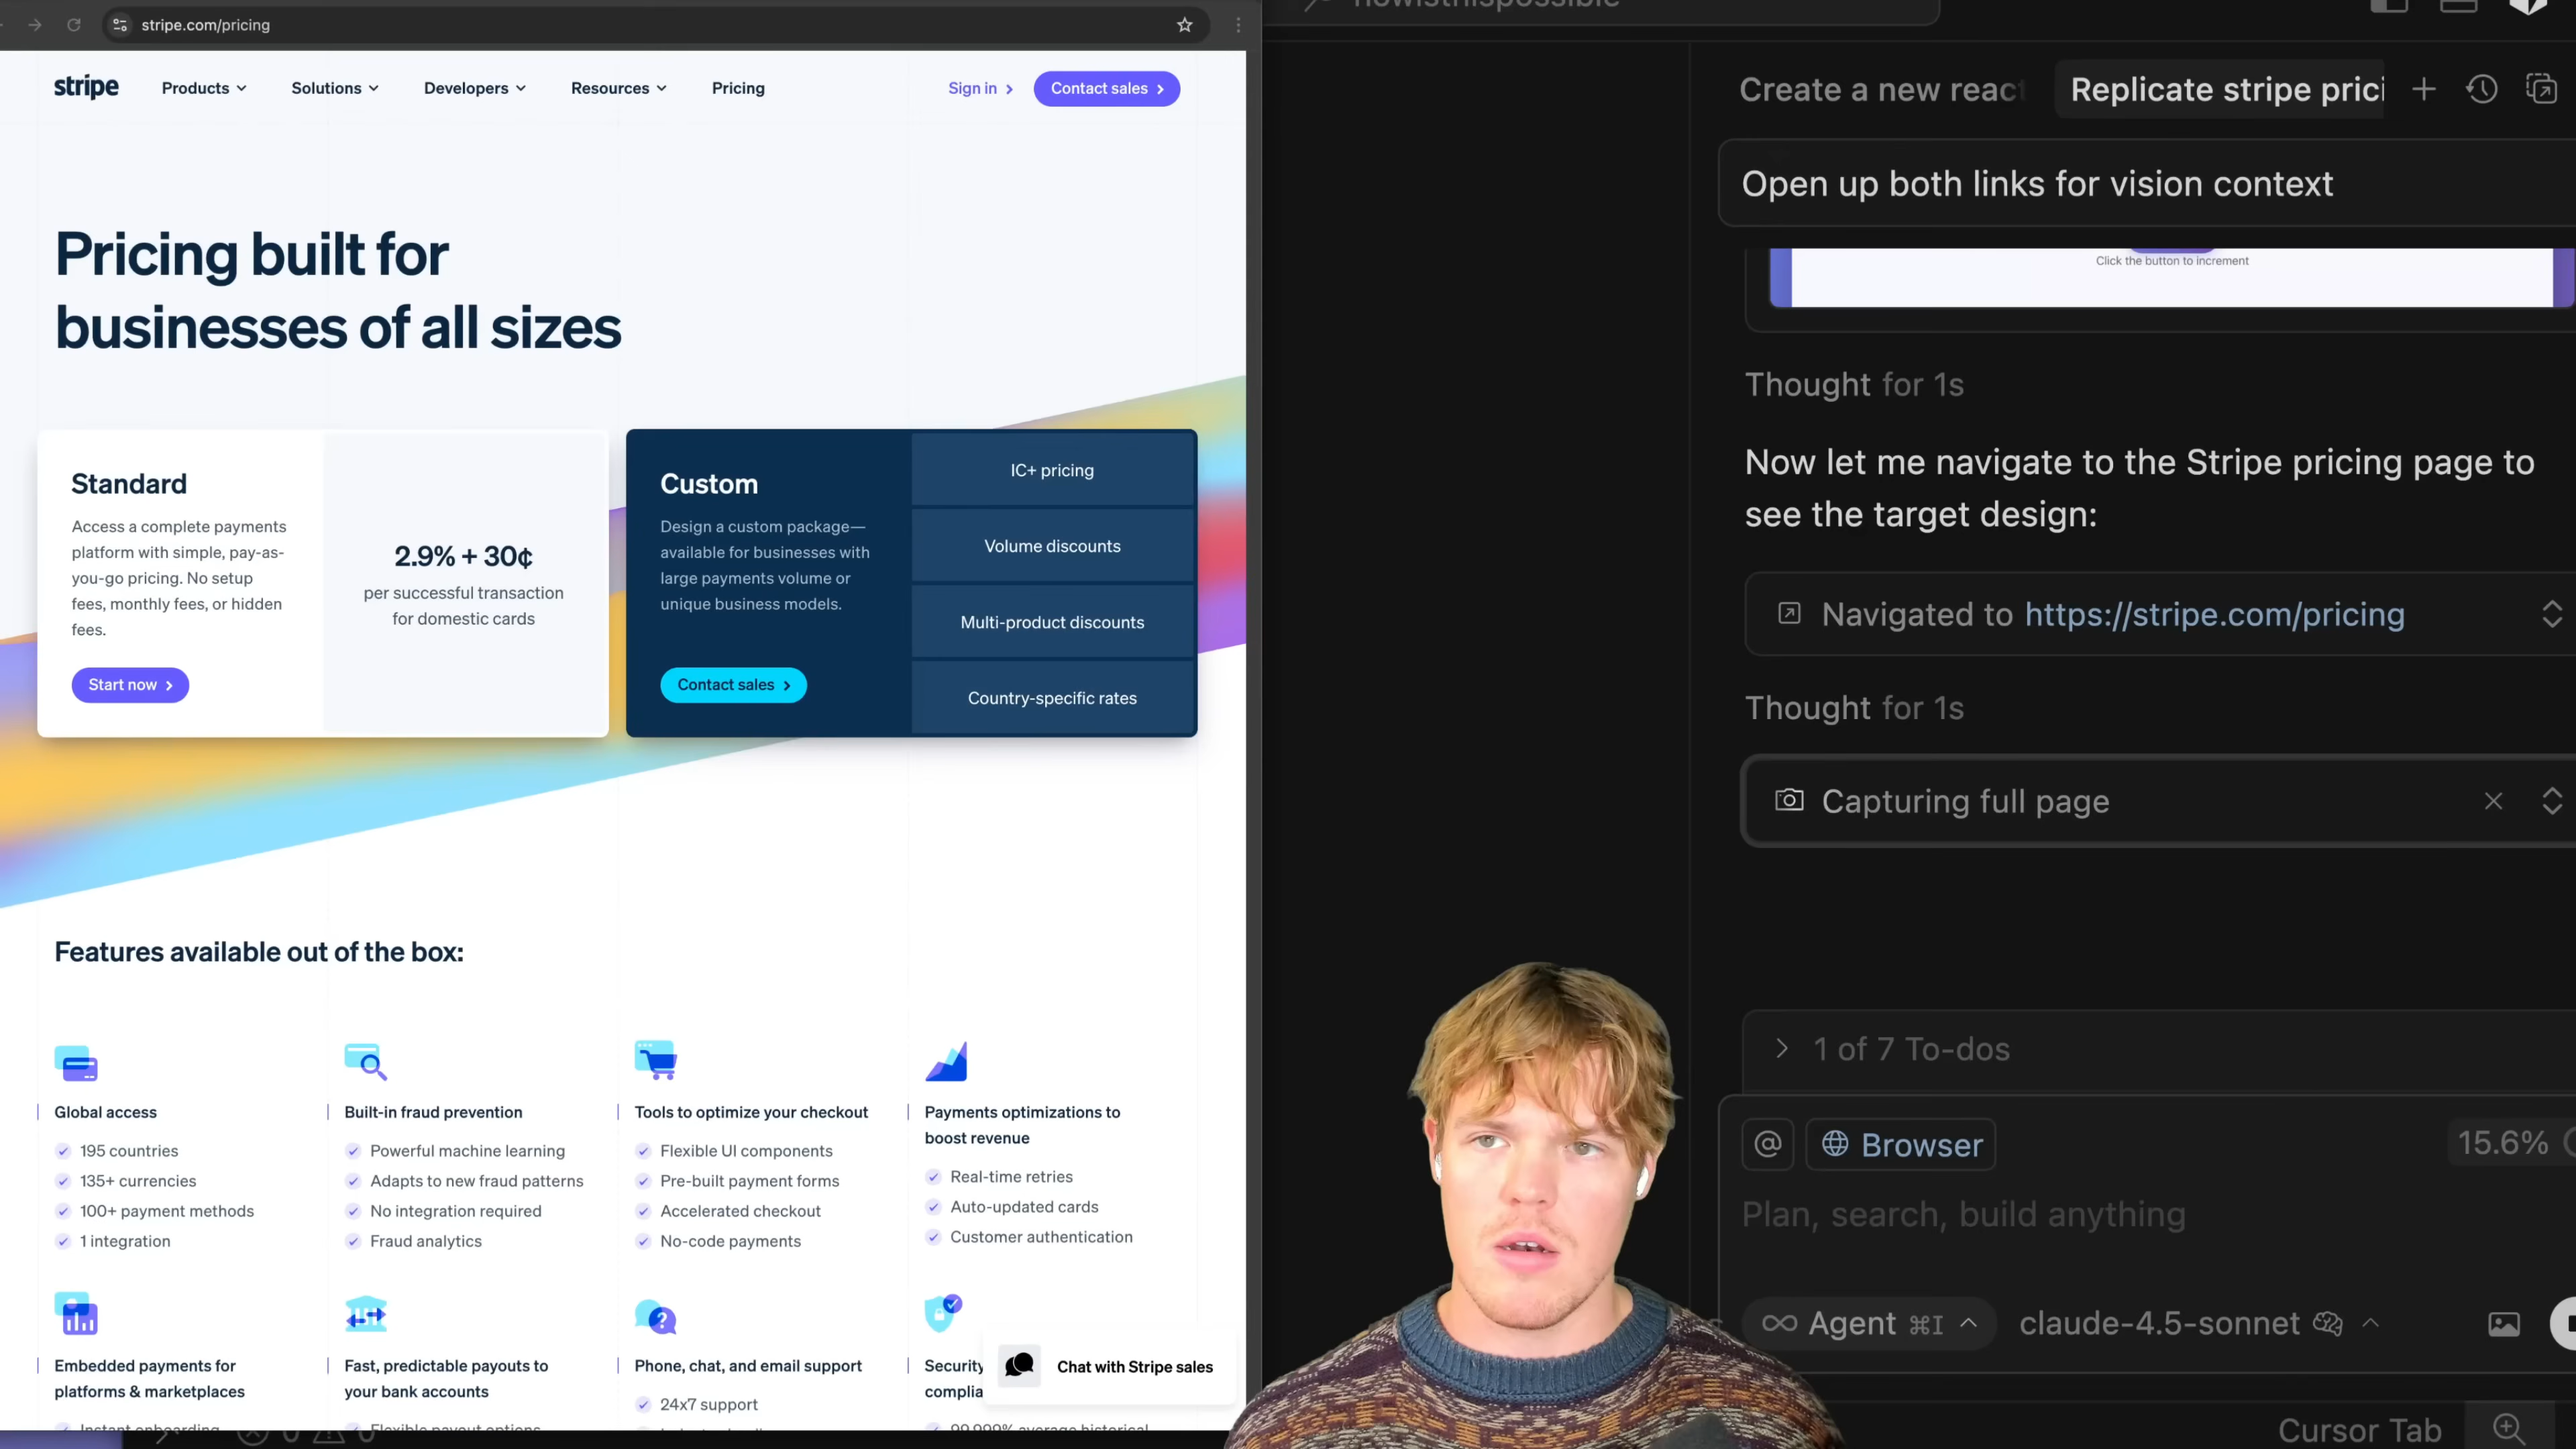 stripe.com/pricing
stripe
Products
Solutions
Developers
Resources
Pricing
Sign in
Contact sales
Pricing built for
businesses of all sizes
Standard
Access a complete payments
platform with simple, pay-as-
you-go pricing. No setup
fees, monthly fees, or hidden
fees.
Start now
2.9% + 30¢
per successful transaction
for domestic cards
Custom
Design a custom package—
available for businesses with
large payments volume or
unique business models.
Contact sales
IC+ pricing
Volume discounts
Multi-product discounts
Country-specific rates
Features available out of the box:
Global access
195 countries
135+ currencies
100+ payment methods
1 integration
Built-in fraud prevention
Powerful machine learning
Adapts to new fraud patterns
No integration required
Fraud analytics
Tools to optimize your checkout
Flexible UI components
Pre-built payment forms
Accelerated checkout
No-code payments
Payments optimizations to
boost revenue
Real-time retries
Auto-updated cards
Customer authentication
Embedded payments for
platforms & marketplaces
Instant onboarding
Fast, predictable payouts to
your bank accounts
Flexible payout options
Phone, chat, and email support
24x7 support
Security
complia
99.999% average historical
Chat with Stripe sales
howisthispossible
Create a new react
Replicate stripe prici
Open up both links for vision context
Click the button to increment
Thought for 1s
Now let me navigate to the Stripe pricing page to
see the target design:
Navigated to https://stripe.com/pricing
Thought for 1s
Capturing full page
1 of 7 To-dos
@
Browser
15.6%
Plan, search, build anything
Agent ⌘I
claude-4.5-sonnet
Cursor Tab